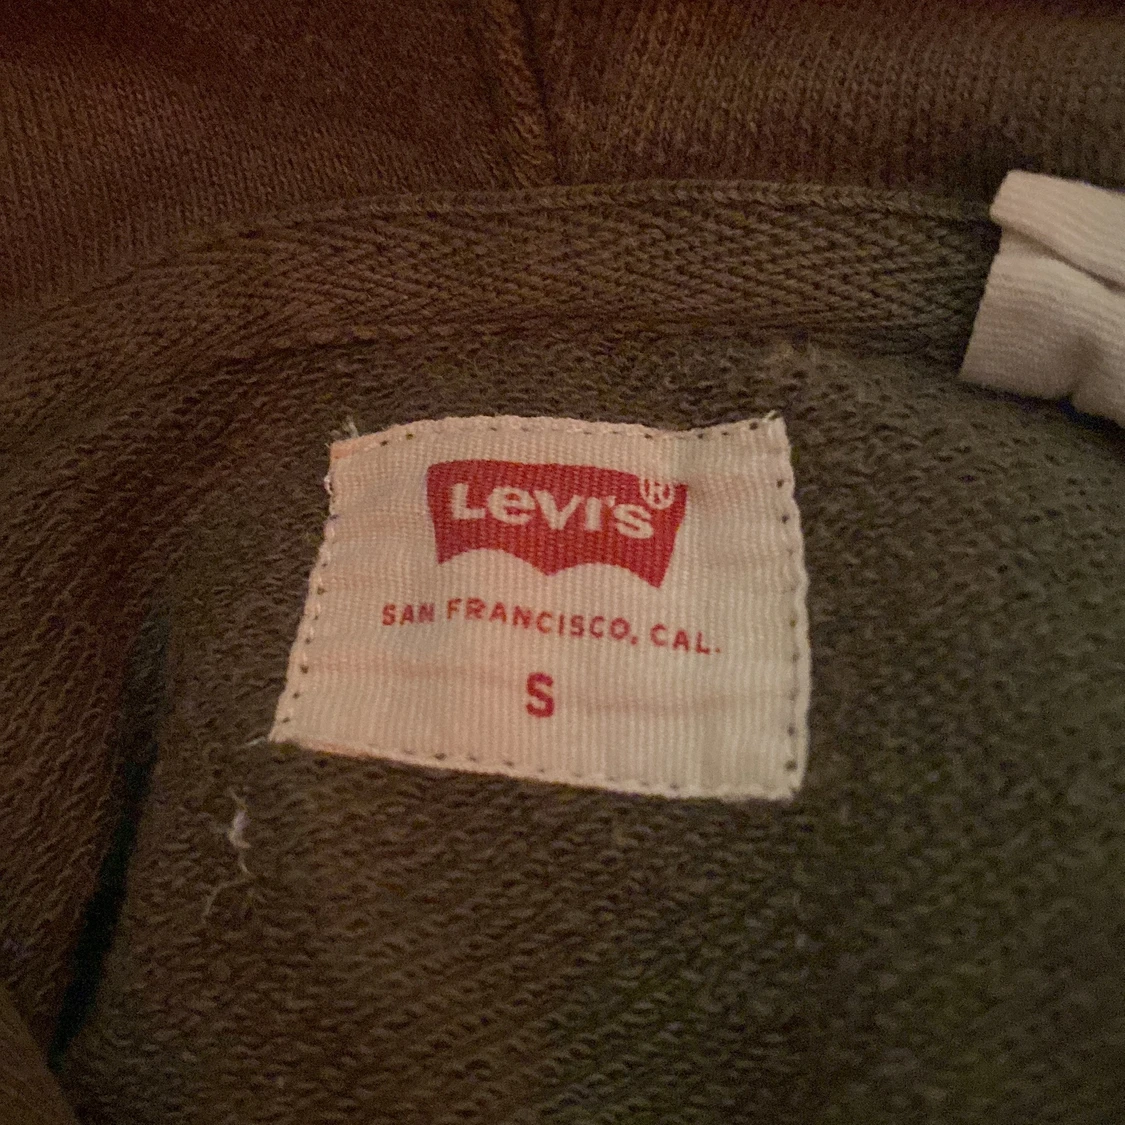 Levi's®
SAN FRANCISCO, CAL.
S